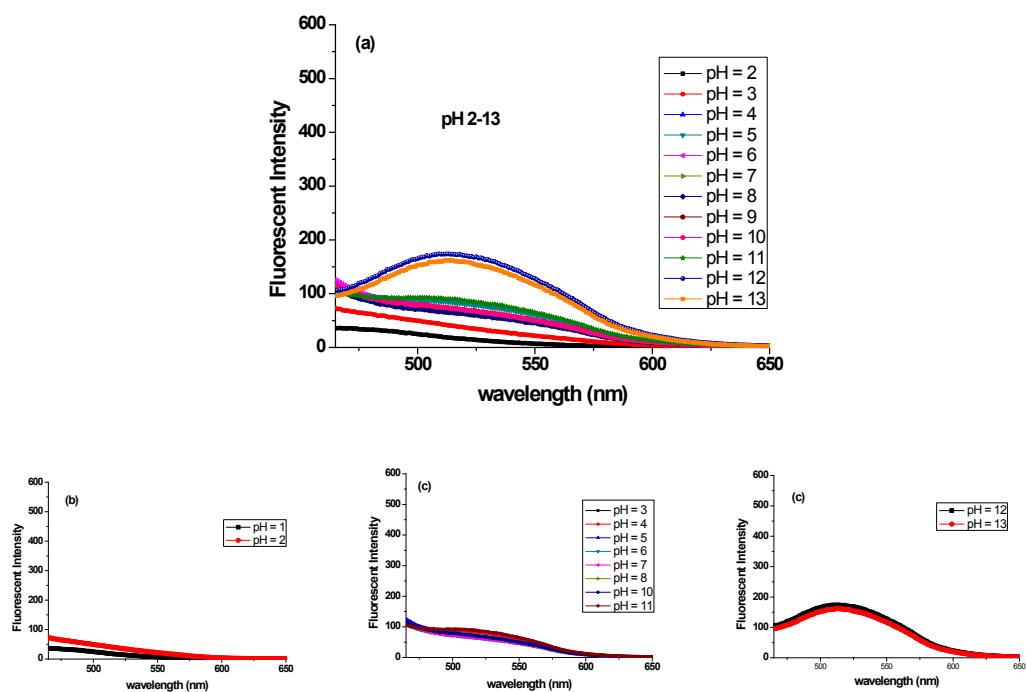 (a)
pH 2-13
600
500
400
300
200
100
0
Fluorescent Intensity
500
550
600
650
wavelength (nm)
pH = 2
pH = 3
pH = 4
pH = 5
pH = 6
pH = 7
pH = 8
pH = 9
pH = 10
pH = 11
pH = 12
pH = 13
(b)
600
500
400
300
200
100
0
Fluorescent Intensity
500
550
600
650
wavelength (nm)
pH = 1
pH = 2
(c)
600
500
400
300
200
100
0
Fluorescent Intensity
500
550
600
650
wavelength (nm)
pH = 3
pH = 4
pH = 5
pH = 6
pH = 7
pH = 8
pH = 10
pH = 11
(c)
600
500
400
300
200
100
0
Fluorescent Intensity
500
550
600
650
wavelength (nm)
pH = 12
pH = 13